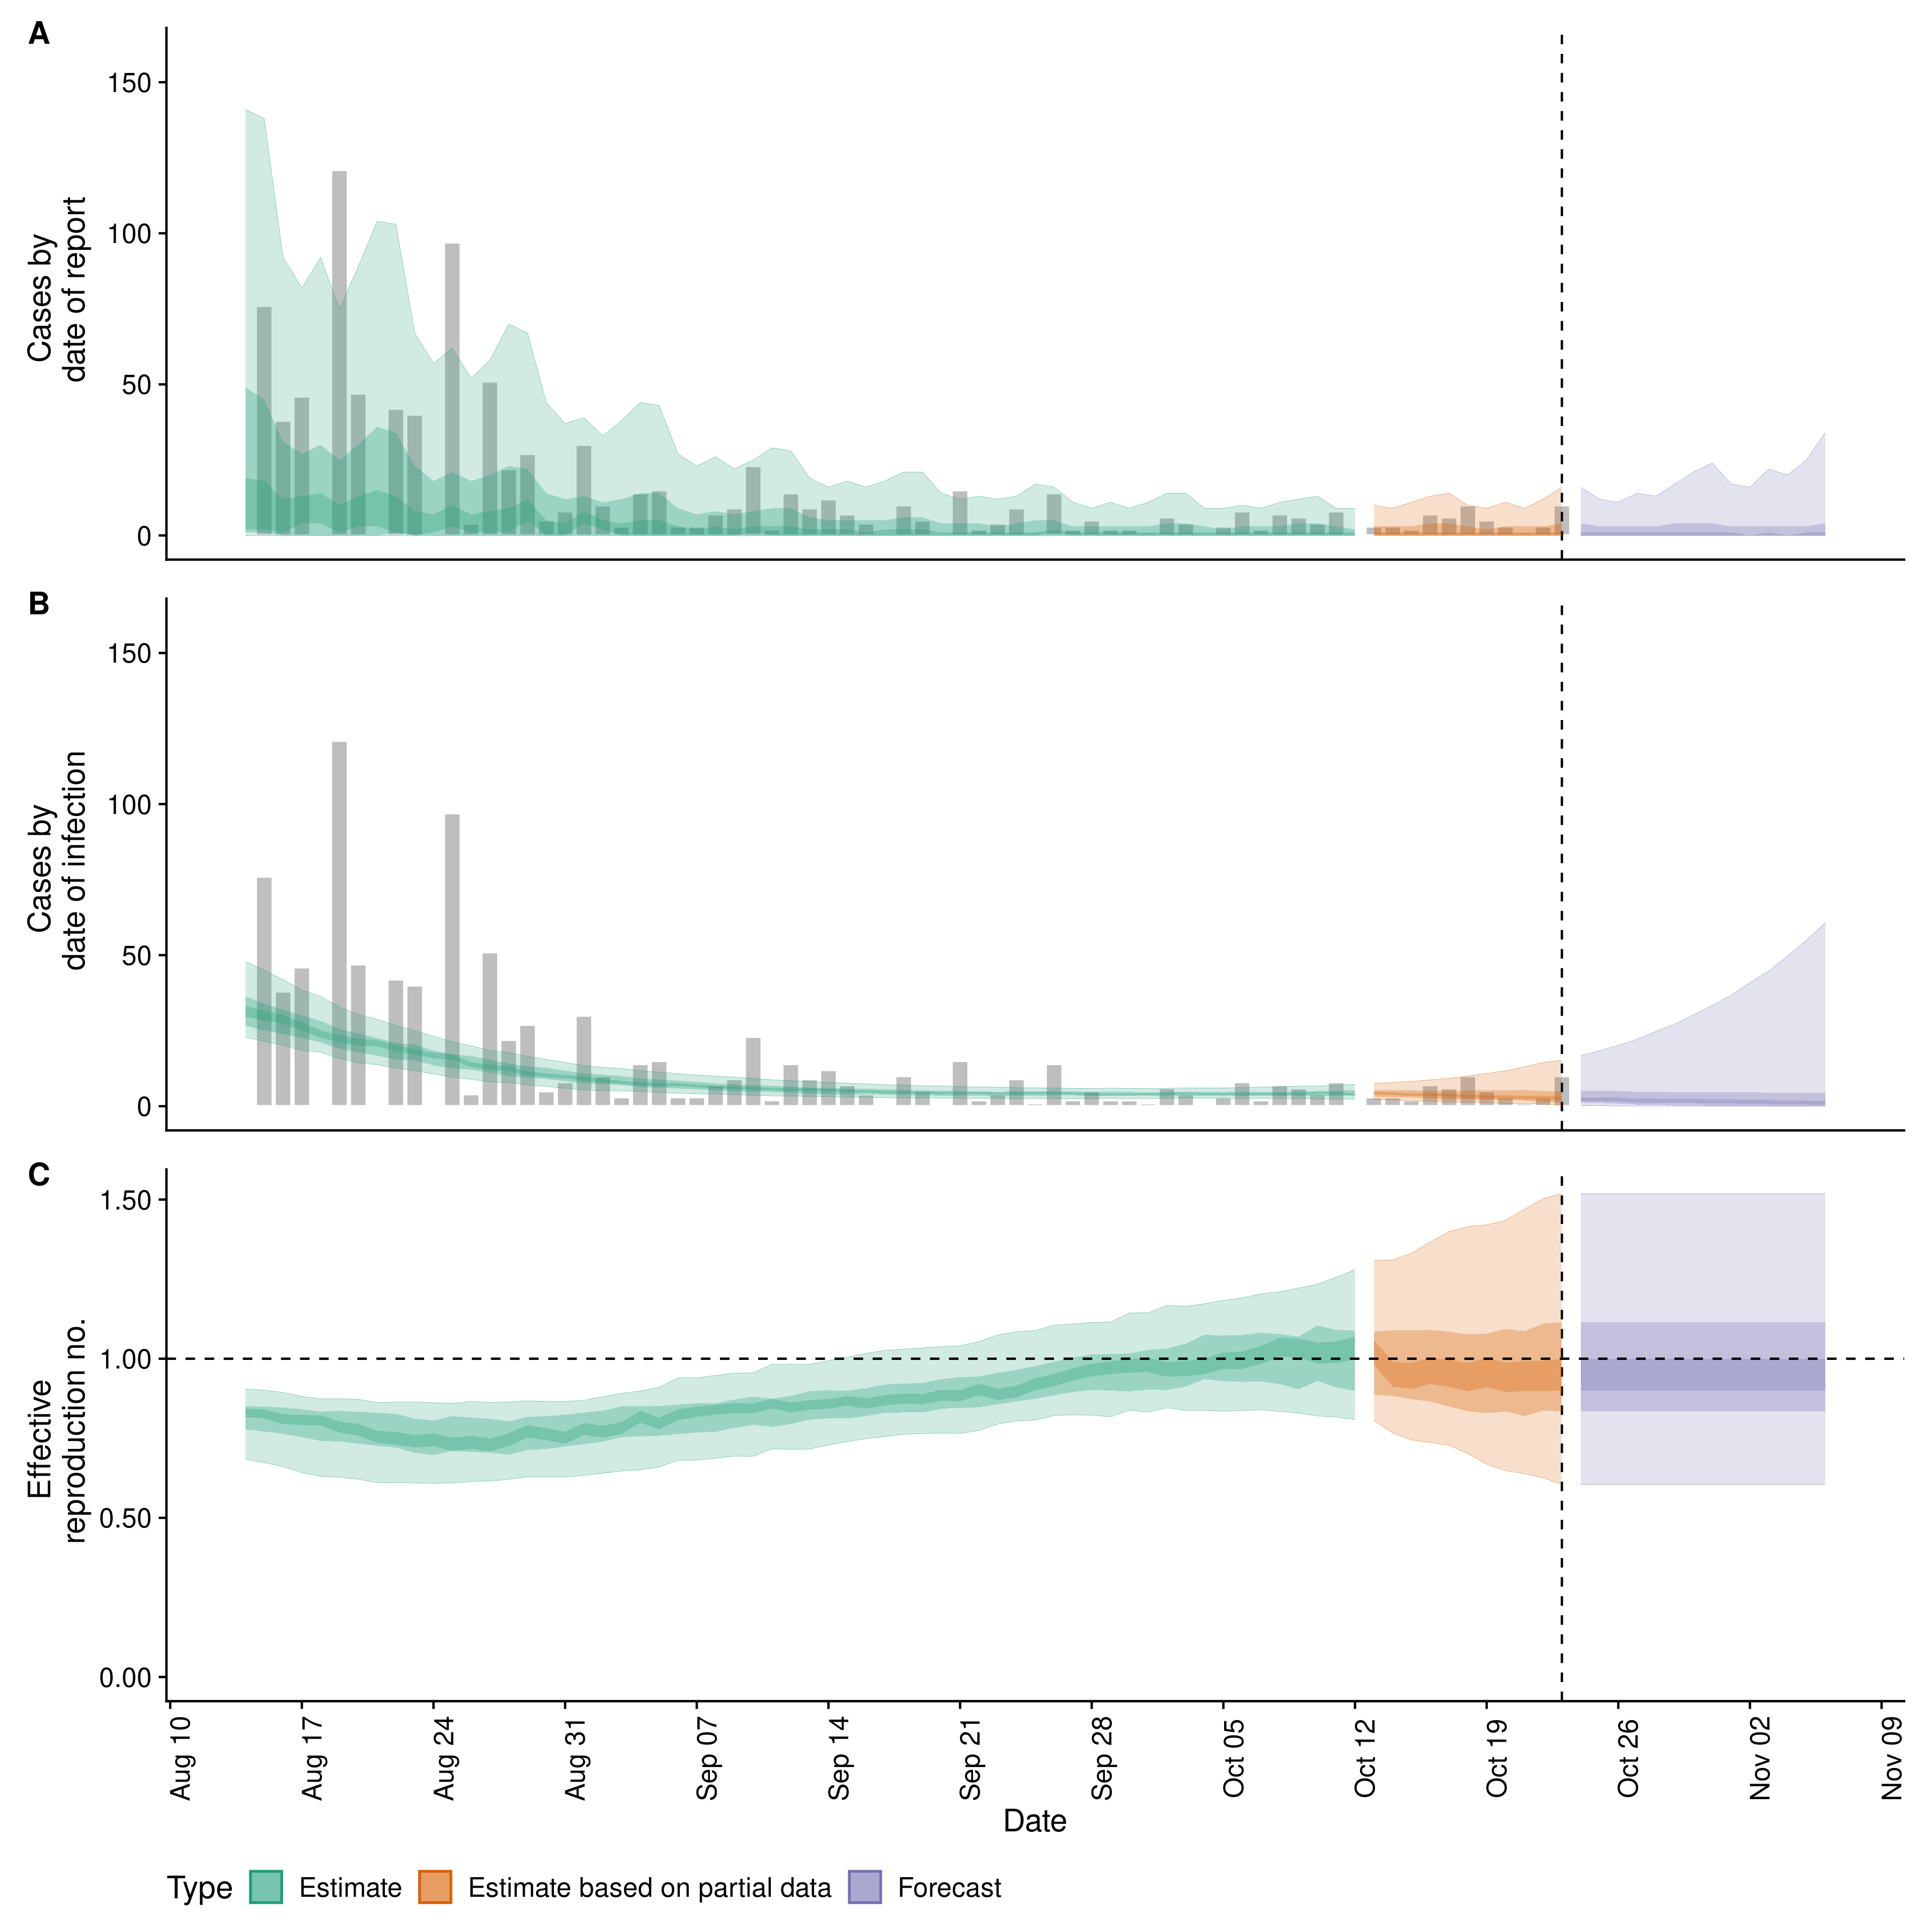 A
Cases by
date of report
150
100
50
0
B
Cases by
date of infection
150
100
50
0
C
Effective
reproduction no.
1.50
1.00
0.50
0.00
Aug 10
Aug 17
Aug 24
Aug 31
Sep 07
Sep 14
Sep 21
Sep 28
Oct 05
Oct 12
Oct 19
Oct 26
Nov 02
Nov 09
Date
Type Estimate Estimate based on partial data Forecast